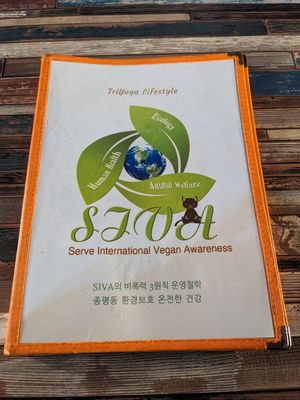 TriYoga Lifestyle
Ecology
Human Health
Animal Welfare
SIVA
Serve International Vegan Awareness
SIVA의 비폭력 3원칙 운영철학
종평등 환경보호 온전한 건강